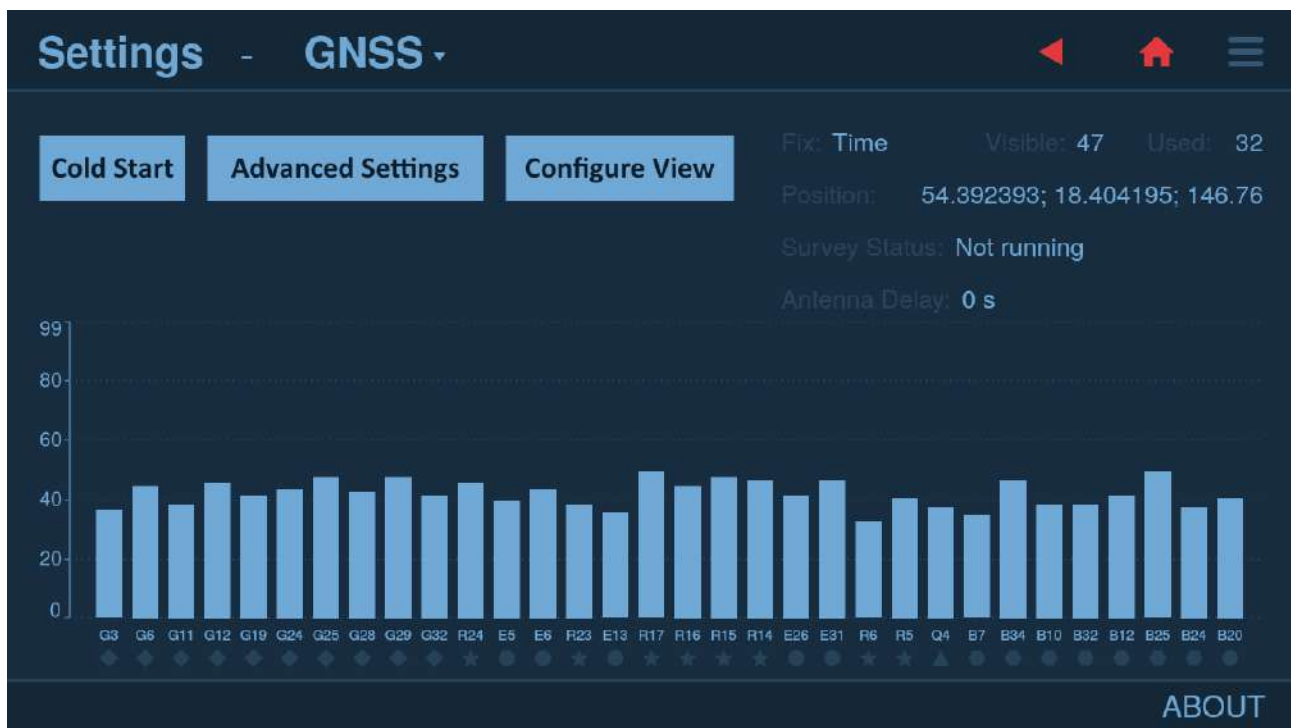 Settings - GNSS
Cold Start Advanced Settings Configure View
Fix: Time Visible: 47 Used: 32
Position: 54.392393; 18.404195; 146.76
Survey Status: Not running
Antenna Delay: 0 s
99
80
60
40
20
0
G3 G6 G11 G12 G19 G24 G25 G28 G29 G32 R24 E5 E6 R23 E13 R17 R16 R15 R14 E26 E31 R6 R5 Q4 B7 B34 B10 B32 B12 B25 B24 B20
ABOUT